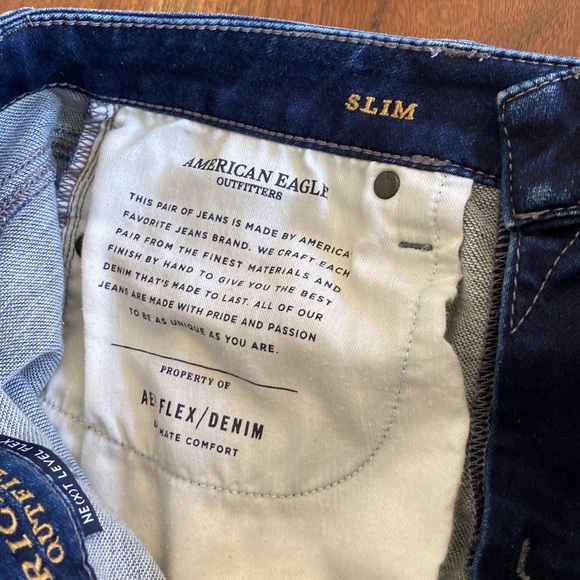 SLIM
AMERICAN EAGLE
OUTFITTERS
THIS PAIR OF JEANS IS MADE BY AMERICA
FAVORITE JEANS BRAND. WE CRAFT EACH
PAIR FROM THE FINEST MATERIALS AND
FINISH BY HAND TO GIVE YOU THE BEST
DENIM THAT'S MADE TO LAST. ALL OF OUR
JEANS ARE MADE WITH PRIDE AND PASSION
TO BE AS UNIQUE AS YOU ARE.
PROPERTY OF
FLEX/DENIM
COMFORT
NE(X)T LEVEL FLEX